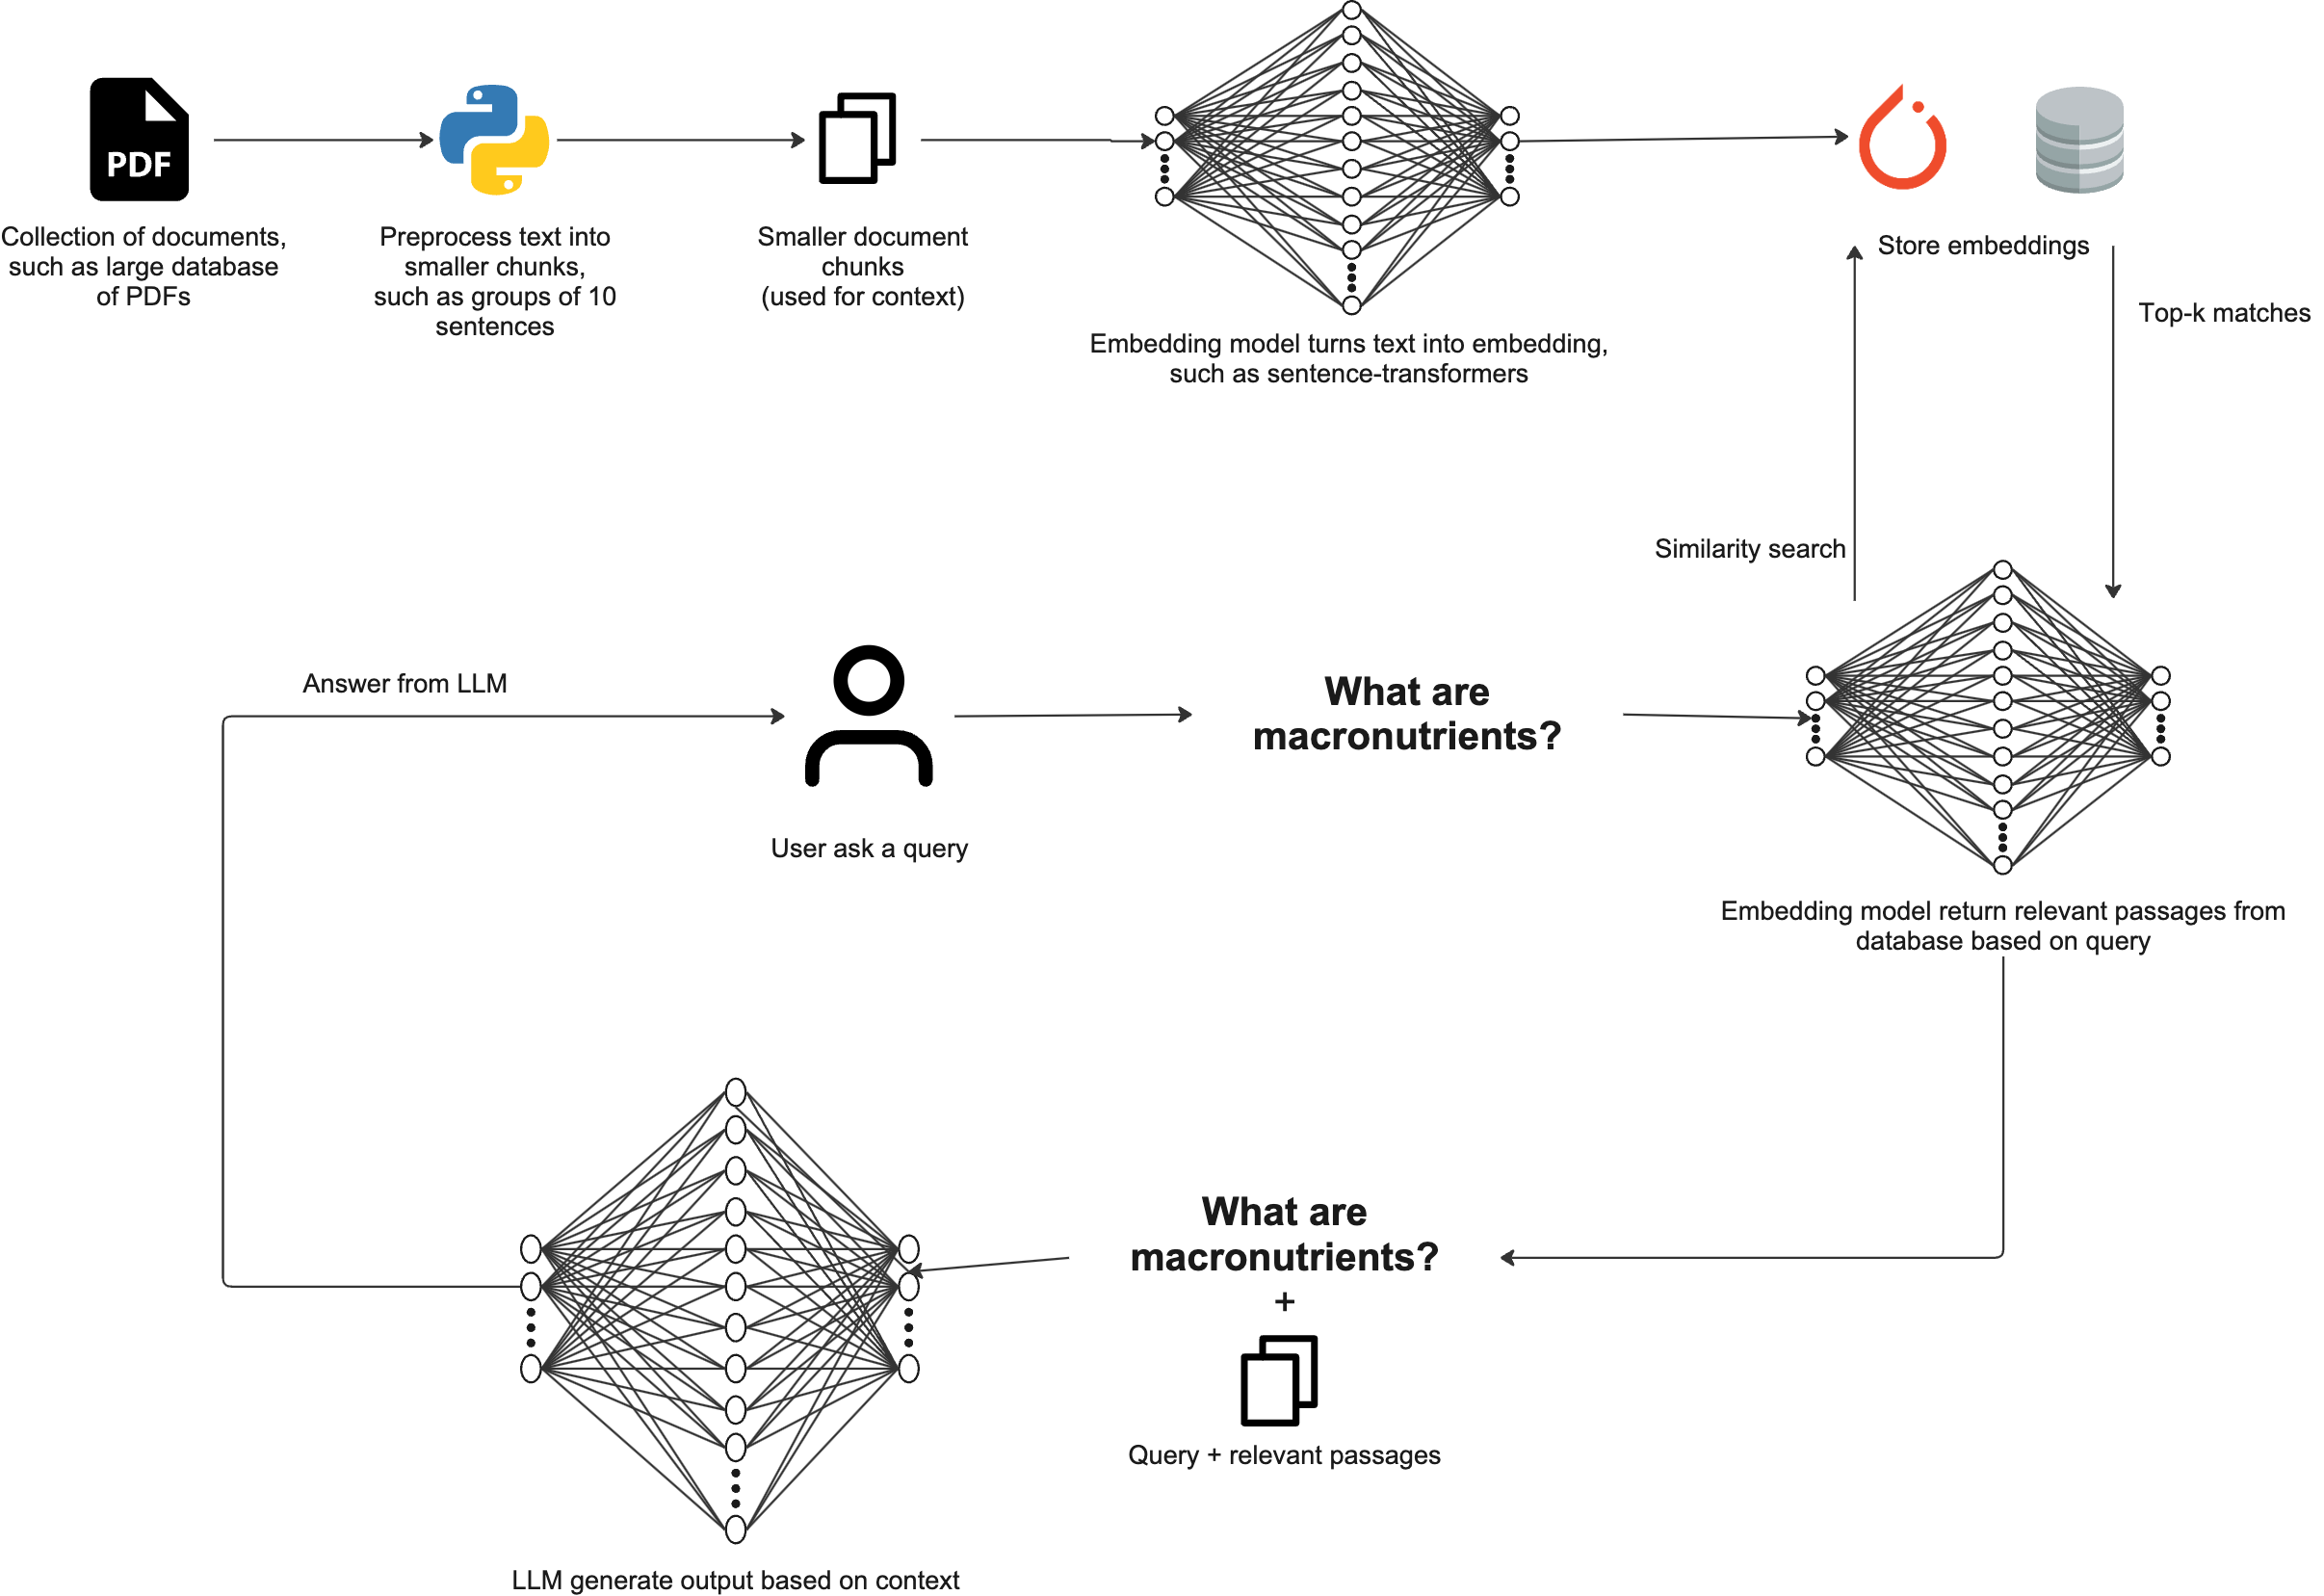 PDF
Collection of documents,
such as large database
of PDFs
Preprocess text into
smaller chunks,
such as groups of 10
sentences
Smaller document
chunks
(used for context)
Embedding model turns text into embedding,
such as sentence-transformers
Store embeddings
Top-k matches
Similarity search
Answer from LLM
User ask a query
What are
macronutrients?
Embedding model return relevant passages from
database based on query
What are
macronutrients?
+
Query + relevant passages
LLM generate output based on context